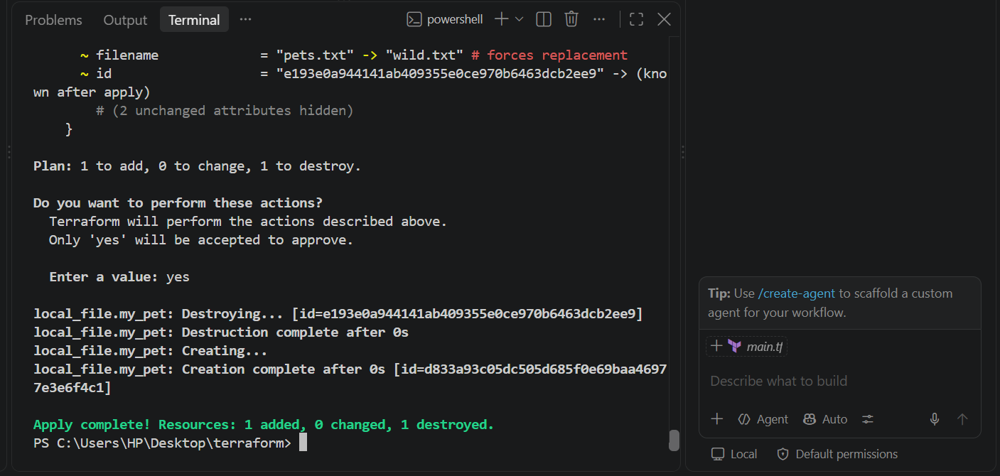 Problems Output Terminal ··· powershell ···
~ filename = "pets.txt" -> "wild.txt" # forces replacement
~ id = "e193e0a944141ab409355e0ce970b6463dcb2ee9" -> (kno
wn after apply)
# (2 unchanged attributes hidden)
}
Plan: 1 to add, 0 to change, 1 to destroy.
Do you want to perform these actions?
Terraform will perform the actions described above.
Only 'yes' will be accepted to approve.
Enter a value: yes
local_file.my_pet: Destroying... [id=e193e0a944141ab409355e0ce970b6463dcb2ee9]
local_file.my_pet: Destruction complete after 0s
local_file.my_pet: Creating...
local_file.my_pet: Creation complete after 0s [id=d833a93c05dc505d685f0e69baa4697
7e3e6f4c1]
Apply complete! Resources: 1 added, 0 changed, 1 destroyed.
PS C:\Users\HP\Desktop\terraform>
Tip: Use /create-agent to scaffold a custom
agent for your workflow.
main.tf
Describe what to build
Agent Auto
Local Default permissions